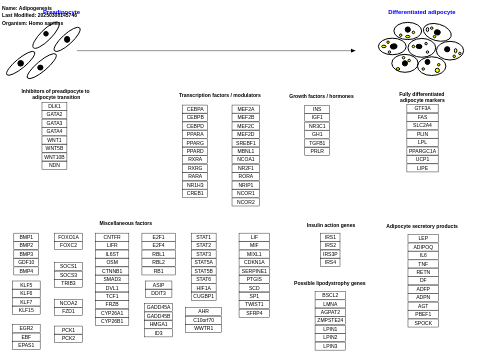 Name: Adipogenesis
Last Modified: 20250308145746
Organism: Homo sapiens
Preadipocyte
Differentiated adipocyte
Inhibitors of preadipocyte to
adipocyte transition
DLK1
GATA2
GATA3
GATA4
WNT1
WNT5B
WNT10B
NDN
Transcription factors / modulators
CEBPA
CEBPB
CEBPD
PPARA
PPARG
PPARD
RXRA
RXRG
RARA
NR1H3
CREB1
MEF2A
MEF2B
MEF2C
MEF2D
SREBF1
MBNL1
NCOA1
NR2F1
RORA
NRIP1
NCOR1
NCOR2
Growth factors / hormones
INS
IGF1
NR3C1
GH1
TGFB1
PRLR
Fully differentiated
adipocyte markers
GTF3A
FAS
SLC2A4
PLIN
LPL
PPARGC1A
UCP1
LIPE
Miscellaneous factors
BMP1
BMP2
BMP3
GDF10
BMP4
KLF5
KLF6
KLF7
KLF15
EGR2
EBF
EPAS1
FOXO1A
FOXC2
SOCS1
SOCS3
TRIB3
NCOA2
FZD1
PCK1
PCK2
CNTFR
LIFR
IL6ST
OSM
CTNNB1
SMAD3
DVL1
TCF1
FRZB
CYP26A1
CYP26B1
E2F1
E2F4
RBL1
RBL2
RB1
ASIP
DDIT3
GADD45A
GADD45B
HMGA1
ID3
STAT1
STAT2
STAT3
STAT5A
STAT5B
STAT6
HIF1A
CUGBP1
AHR
C10orf70
WWTR1
LIF
MIF
MIXL1
CDKN1A
SERPINE1
PTGIS
SCD
SP1
TWIST1
SFRP4
Insulin action genes
IRS1
IRS2
IRS3P
IRS4
Possible lipodystrophy genes
BSCL2
LMNA
AGPAT2
ZMPSTE24
LPIN1
LPIN2
LPIN3
Adipocyte secretory products
LEP
ADIPOQ
IL6
TNF
RETN
DF
ADFP
ADPN
AGT
PBEF1
SPOCK